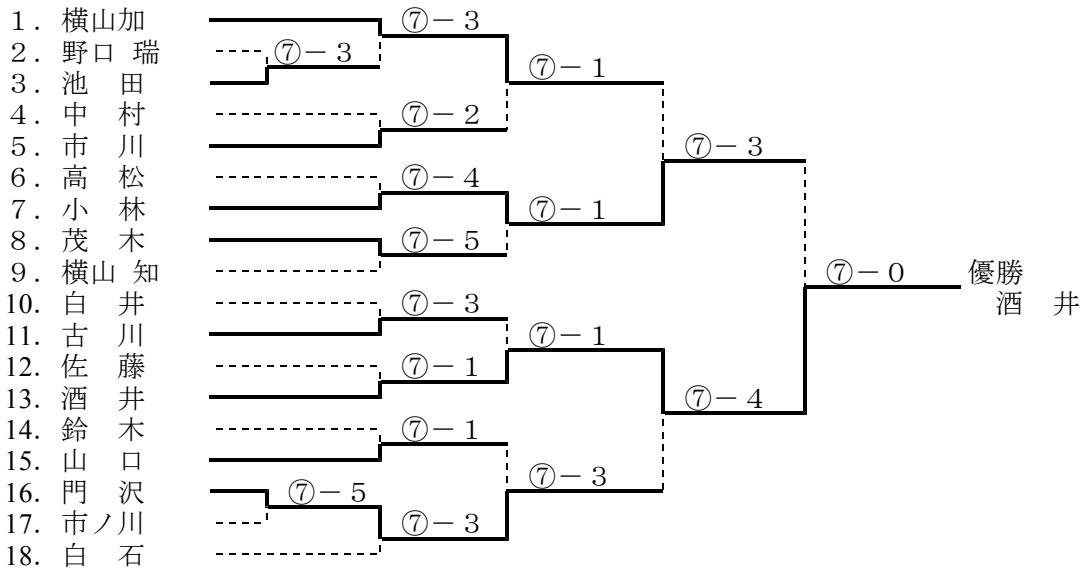 １．横山加
⑦－３
２．野口 瑞
⑦－３
３．池　田
⑦－１
４．中　村
⑦－２
５．市　川
⑦－３
６．高　松
⑦－４
７．小　林
⑦－１
８．茂　木
⑦－５
９．横山 知
⑦－０ 優勝
10．白　井
⑦－３
酒　井
11．古　川
⑦－１
12．佐　藤
⑦－１
13．酒　井
⑦－４
14．鈴　木
⑦－１
15．山　口
⑦－３
16．門　沢
⑦－５
17．市ノ川
⑦－３
18．白　石